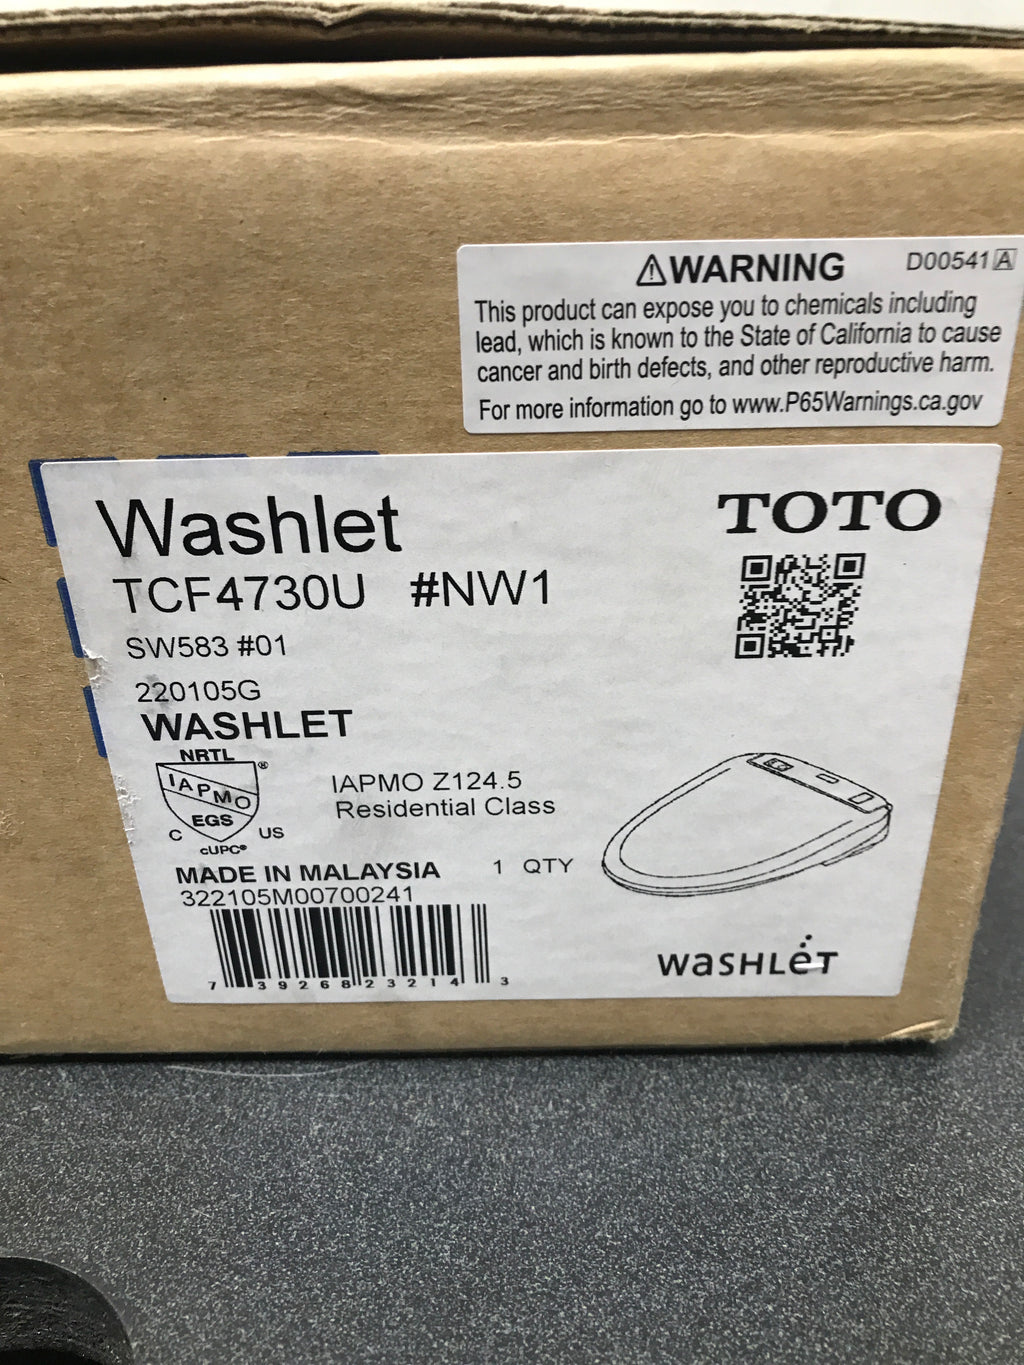 ⚠WARNING D00541 A
This product can expose you to chemicals including
lead, which is known to the State of California to cause
cancer and birth defects, and other reproductive harm.
For more information go to www.P65Warnings.ca.gov
Washlet
TOTO
TCF4730U #NW1
SW583 #01
220105G
WASHLET
NRTL
®
IAPMO
EGS
C US
cUPC®
IAPMO Z124.5
Residential Class
MADE IN MALAYSIA 1 QTY
322105M00700241
7 39268 23214 3
WASHLET